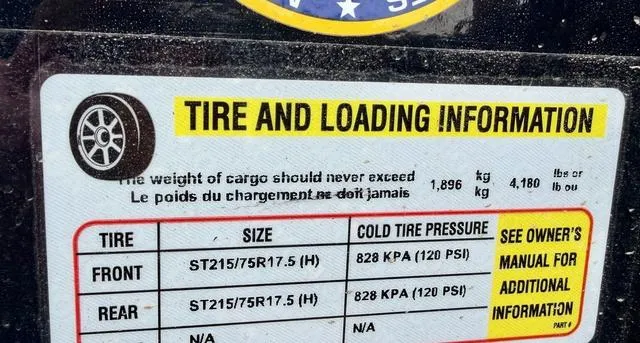 TIRE AND LOADING INFORMATION
The weight of cargo should never exceed 1,896 kg 4,180 lbs or
Le poids du chargement ne doit jamais kg lb ou
TIRE SIZE COLD TIRE PRESSURE
FRONT ST215/75R17.5 (H) 828 KPA (120 PSI)
REAR ST215/75R17.5 (H) 828 KPA (120 PSI)
N/A N/A
SEE OWNER'S
MANUAL FOR
ADDITIONAL
INFORMATION
PART #